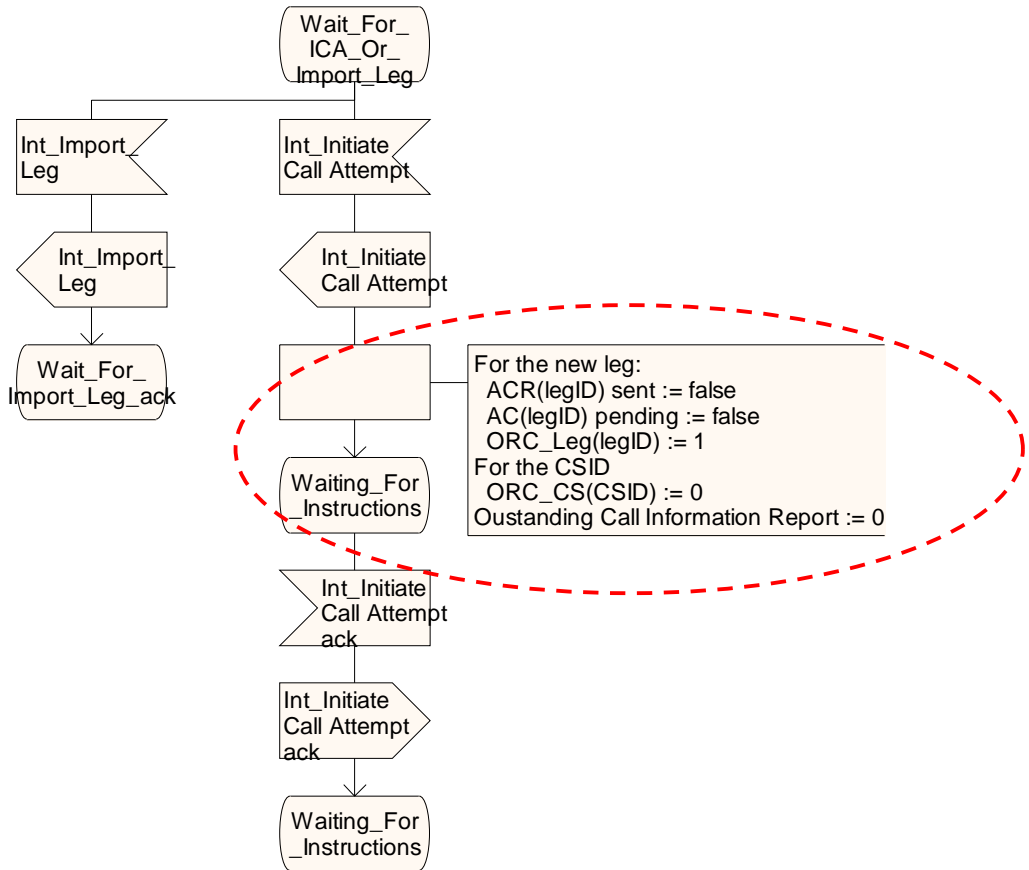 Wait_For_
ICA_Or_
Import_Leg
Int_Import_
Leg
Int_Initiate
Call Attempt
Int_Import_
Leg
Int_Initiate
Call Attempt
Wait_For_
Import_Leg_ack
For the new leg:
ACR(legID) sent := false
AC(legID) pending := false
ORC_Leg(legID) := 1
For the CSID
ORC_CS(CSID) := 0
Oustanding Call Information Report := 0
Waiting_For
_Instructions
Int_Initiate
Call Attempt
ack
Int_Initiate
Call Attempt
ack
Waiting_For
_Instructions